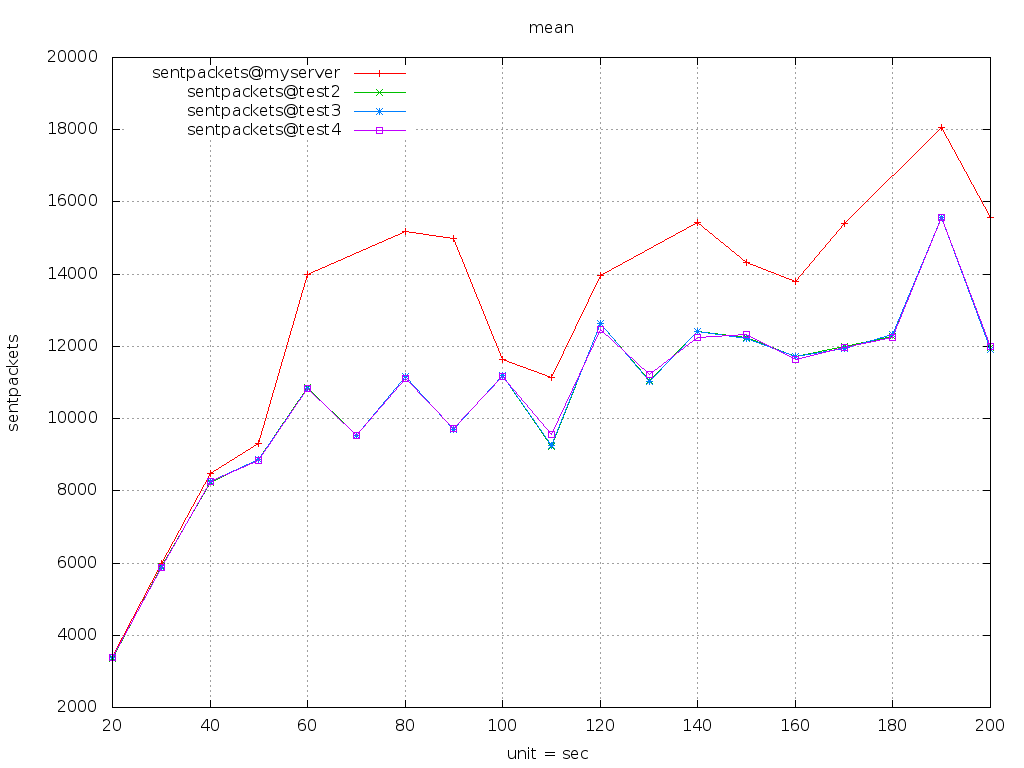 mean
20000
18000
16000
14000
12000
10000
8000
6000
4000
2000
sentpackets
sentpackets@myserver
sentpackets@test2
sentpackets@test3
sentpackets@test4
20 40 60 80 100 120 140 160 180 200
unit = sec